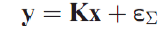 y = Kx + ε_Σ